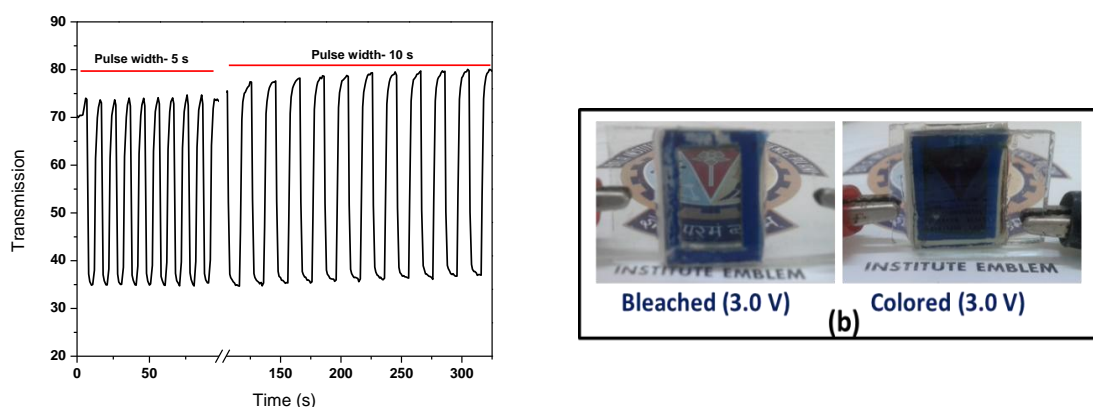 90
80
70
60
50
40
30
20
Transmission
Pulse width- 5 s
Pulse width- 10 s
0
50
150
200
250
300
Time (s)
परमं
INSTITUTE EMBLEM
INSTITUTE EMBLEM
Bleached (3.0 V)
Colored (3.0 V)
(b)